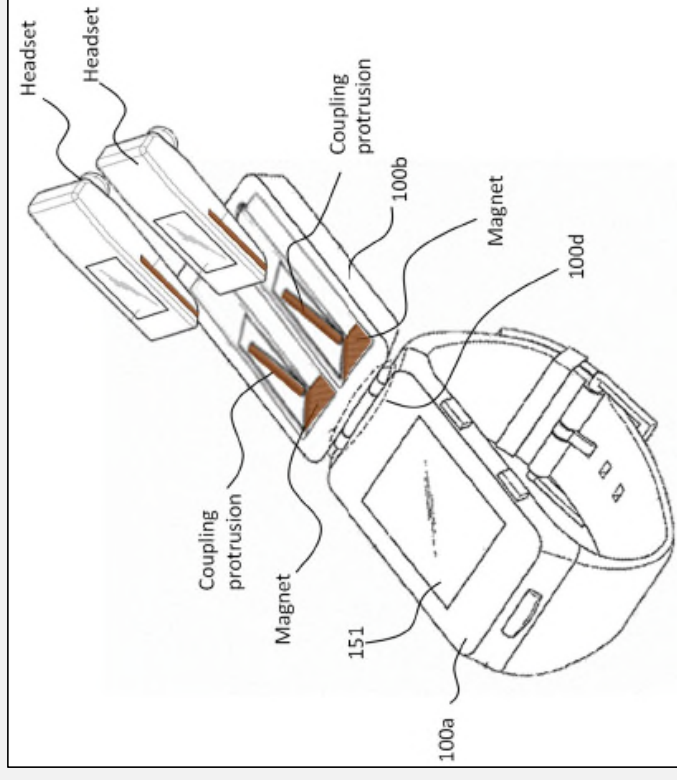 Headset
Headset
Coupling
protrusion
100b
Magnet
100d
Coupling
protrusion
Magnet
151
100a